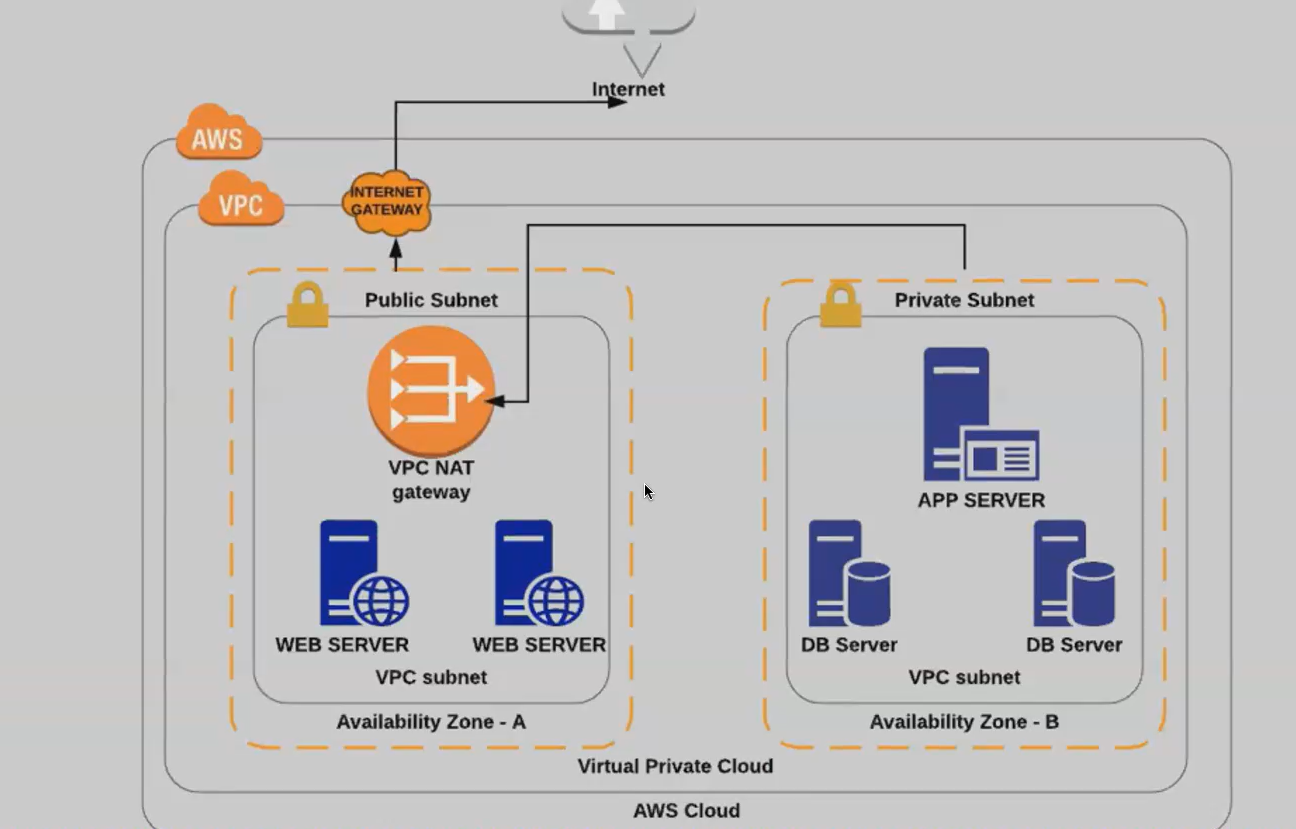 Internet
AWS
VPC
INTERNET
GATEWAY
Public Subnet
Private Subnet
VPC NAT
gateway
APP SERVER
WEB SERVER
WEB SERVER
DB Server
DB Server
VPC subnet
VPC subnet
Availability Zone - A
Availability Zone - B
Virtual Private Cloud
AWS Cloud